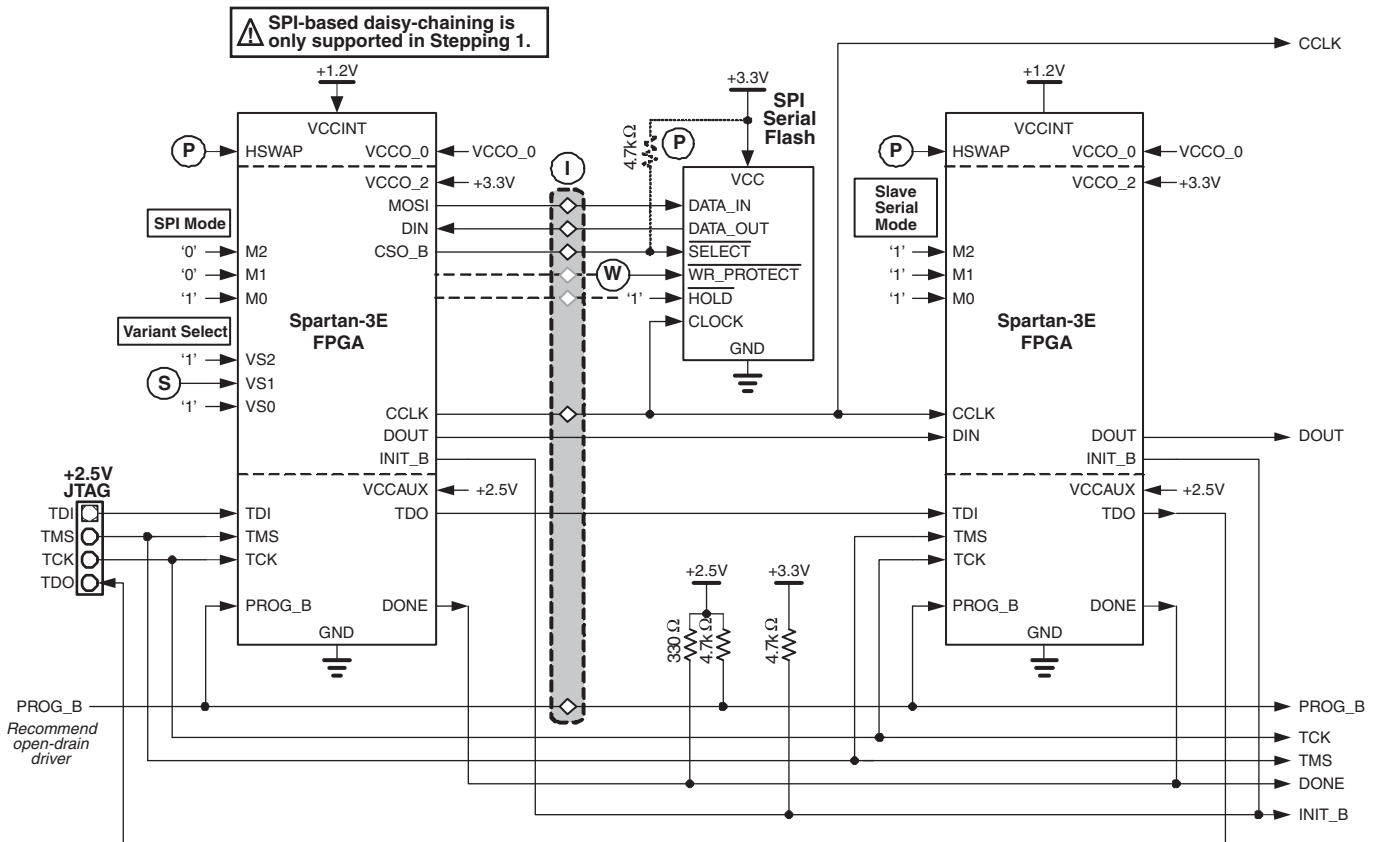 ⚠ SPI-based daisy-chaining is
only supported in Stepping 1.
CCLK
+1.2V
+3.3V
+1.2V
SPI
Serial
Flash
VCCINT
P
HSWAP
VCCO_0
VCCO_0
VCCO_2
+3.3V
MOSI
DIN
CSO_B
SPI Mode
'0'
M2
'0'
M1
'1'
M0
Spartan-3E
FPGA
Variant Select
'1'
VS2
S
VS1
'1'
VS0
CCLK
DOUT
INIT_B
I
4.7kΩ
P
VCC
DATA_IN
DATA_OUT
SELECT
W
WR_PROTECT
'1'
HOLD
CLOCK
GND
VCCINT
P
HSWAP
VCCO_0
VCCO_0
VCCO_2
+3.3V
Slave
Serial
Mode
'1'
M2
'1'
M1
'1'
M0
Spartan-3E
FPGA
CCLK
DIN
DOUT
DOUT
INIT_B
+2.5V
JTAG
TDI
TMS
TCK
TDO
VCCAUX
+2.5V
TDI
TDO
TMS
TCK
PROG_B
DONE
GND
+2.5V
+3.3V
330 Ω
4.7kΩ
4.7kΩ
VCCAUX
+2.5V
TDI
TDO
TMS
TCK
PROG_B
DONE
GND
PROG_B
Recommend
open-drain
driver
PROG_B
TCK
TMS
DONE
INIT_B